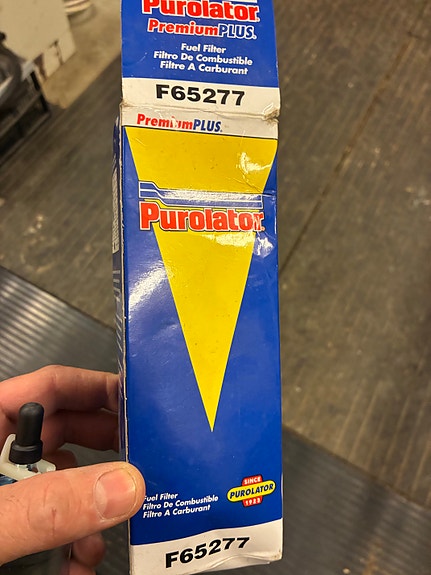 Purolator
PremiumPLUS.
Fuel Filter
Filtro De Combustible
Filtre A Carburant
F65277
PremiumPLUS.
Purolator
Fuel Filter
Filtro De Combustible
Filtre A Carburant
SINCE
PUROLATOR
1923
F65277